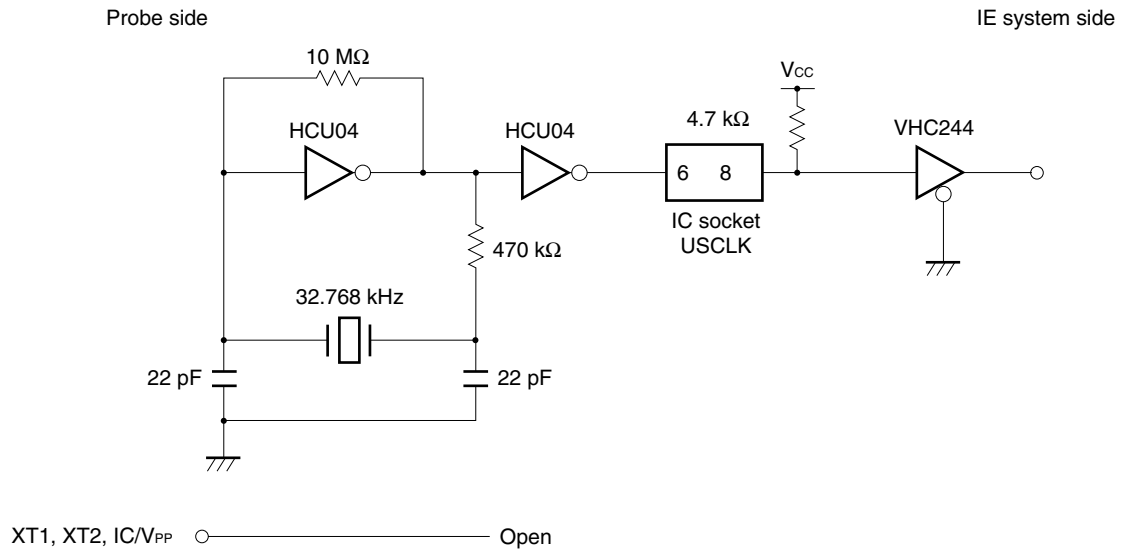 Probe side
IE system side
10 MΩ
VCC
HCU04
HCU04
4.7 kΩ
VHC244
6 8
IC socket
USCLK
470 kΩ
32.768 kHz
22 pF
22 pF
XT1, XT2, IC/VPP
Open